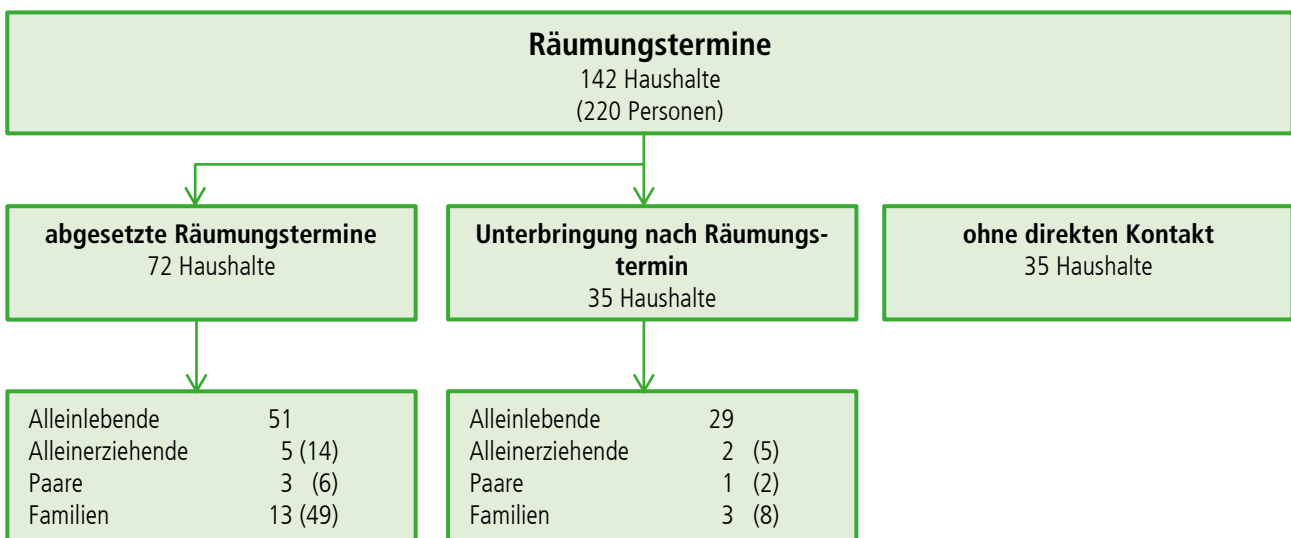 Räumungstermine
142 Haushalte
(220 Personen)
abgesetzte Räumungstermine
72 Haushalte
Unterbringung nach Räumungs-
termin
35 Haushalte
ohne direkten Kontakt
35 Haushalte
Alleinlebende 51
Alleinerziehende 5 (14)
Paare 3 (6)
Familien 13 (49)
Alleinlebende 29
Alleinerziehende 2 (5)
Paare 1 (2)
Familien 3 (8)